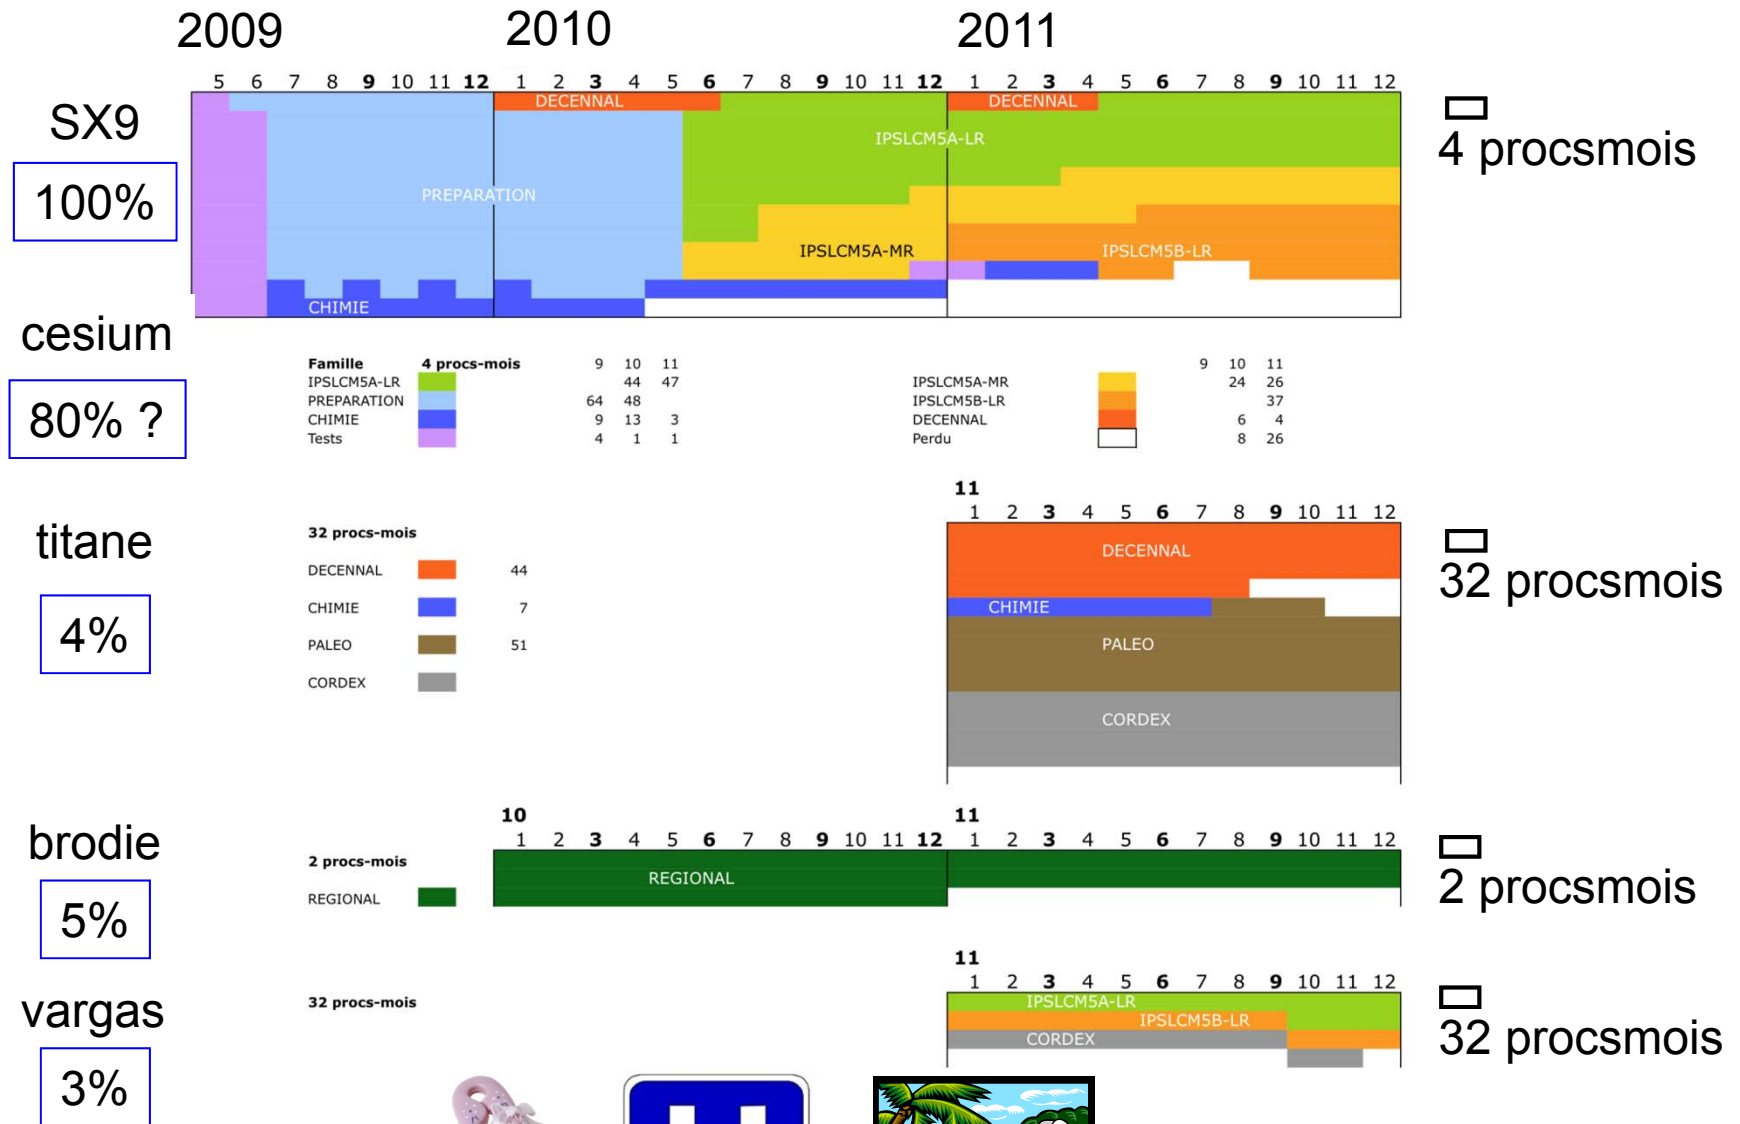 2009 2010 2011
5 6 7 8 9 10 11 12 1 2 3 4 5 6 7 8 9 10 11 12 1 2 3 4 5 6 7 8 9 10 11 12
SX9
100%
DECENNAL DECENNAL
IPSLCM5A-LR
PREPARATION
IPSLCM5A-MR IPSLCM5B-LR
CHIMIE
4 procsmois
cesium
80% ?
Famille 4 procs-mois 9 10 11
IPSLCM5A-LR 44 47
PREPARATION 64 48
CHIMIE 9 13 3
Tests 4 1 1
9 10 11
IPSLCM5A-MR 24 26
IPSLCM5B-LR 37
DECENNAL 6 4
Perdu 8 26
titane
4%
32 procs-mois
DECENNAL 44
CHIMIE 7
PALEO 51
CORDEX
11
1 2 3 4 5 6 7 8 9 10 11 12
DECENNAL
CHIMIE
PALEO
CORDEX
32 procsmois
brodie
5%
2 procs-mois
REGIONAL
10 11
1 2 3 4 5 6 7 8 9 10 11 12 1 2 3 4 5 6 7 8 9 10 11 12
REGIONAL
2 procsmois
vargas
3%
32 procs-mois
11
1 2 3 4 5 6 7 8 9 10 11 12
IPSLCM5A-LR
IPSLCM5B-LR
CORDEX
32 procsmois